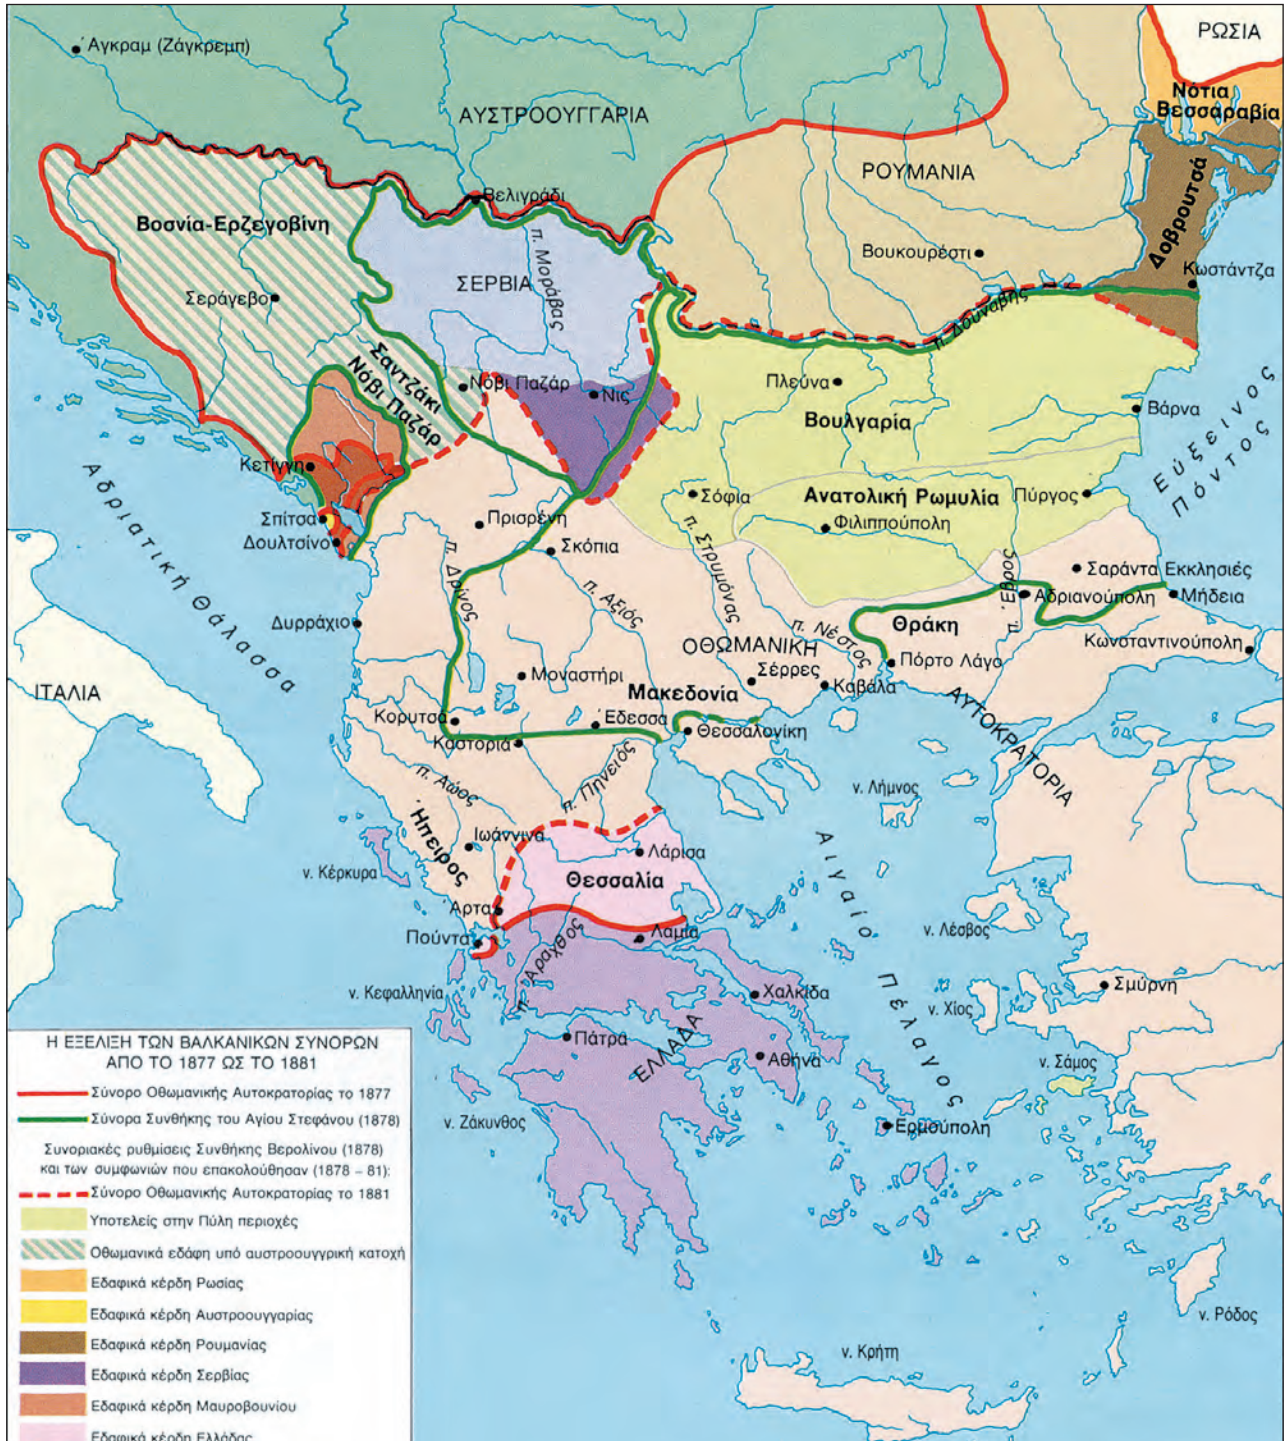 ΄Αγκραμ (Ζάγκρεμπ)
ΡΩΣΙΑ
ΑΥΣΤΡΟΟΥΓΓΑΡΙΑ
Νότια
Βεσσαραβία
ΡΟΥΜΑΝΙΑ
Δοβρουτσά
Βελιγράδι
Βοσνία-Ερζεγοβίνη
π. Μοράβας
Βουκουρέστι
Κωστάντζα
ΣΕΡΒΙΑ
Σεράγεβο
π. Δούναβης
Σαντζάκι
Νόβι Παζάρ
Νόβι Παζάρ
Νις
Πλεύνα
Βουλγαρία
Βάρνα
Εύξεινος
Πόντος
Κετίγγη
Σόφια
Ανατολική Ρωμυλία
Πύργος
Φιλιππούπολη
Αδριατική Θάλασσα
Σπίτσα
Δουλτσίνο
Πρισρένη
Σκόπια
π. Δρίνος
π. Αξιός
π. Στρυμόνας
π. Νέστος
π. Έβρος
Σαράντα Εκκλησιές
Αδριανούπολη
Μήδεια
Δυρράχιο
Θράκη
Κωνσταντινούπολη
ΟΘΩΜΑΝΙΚΗ
Πόρτο Λάγο
ΙΤΑΛΙΑ
Μοναστήρι
Μακεδονία
Σέρρες
Καβάλα
ΑΥΤΟΚΡΑΤΟΡΙΑ
Κορυτσά
΄Εδεσσα
Θεσσαλονίκη
Καστοριά
π. Αώος
π. Πηνειός
ν. Λήμνος
΄Ηπειρος
Ιωάννινα
Λάρισα
ν. Κέρκυρα
Θεσσαλία
Αιγαίο Πέλαγος
΄Αρτα
Πούντα
Λαμία
ν. Λέσβος
π. Άραχθος
ν. Κεφαλληνία
Χαλκίδα
ν. Χίος
Σμύρνη
Πάτρα
ΕΛΛΑΔΑ
Αθήνα
ν. Σάμος
ν. Ζάκυνθος
Ερμούπολη
ν. Ρόδος
ν. Κρήτη
Η ΕΞΕΛΙΞΗ ΤΩΝ ΒΑΛΚΑΝΙΚΩΝ ΣΥΝΟΡΩΝ
ΑΠΟ ΤΟ 1877 ΩΣ ΤΟ 1881
Σύνορο Οθωμανικής Αυτοκρατορίας το 1877
Σύνορα Συνθήκης του Αγίου Στεφάνου (1878)
Συνοριακές ρυθμίσεις Συνθήκης Βερολίνου (1878)
και των συμφωνιών που επακολούθησαν (1878 – 81):
Σύνορο Οθωμανικής Αυτοκρατορίας το 1881
Υποτελείς στην Πύλη περιοχές
Οθωμανικά εδάφη υπό αυστροουγγρική κατοχή
Εδαφικά κέρδη Ρωσίας
Εδαφικά κέρδη Αυστροουγγαρίας
Εδαφικά κέρδη Ρουμανίας
Εδαφικά κέρδη Σερβίας
Εδαφικά κέρδη Μαυροβουνίου
Εδαφικά κέρδη Ελλάδας